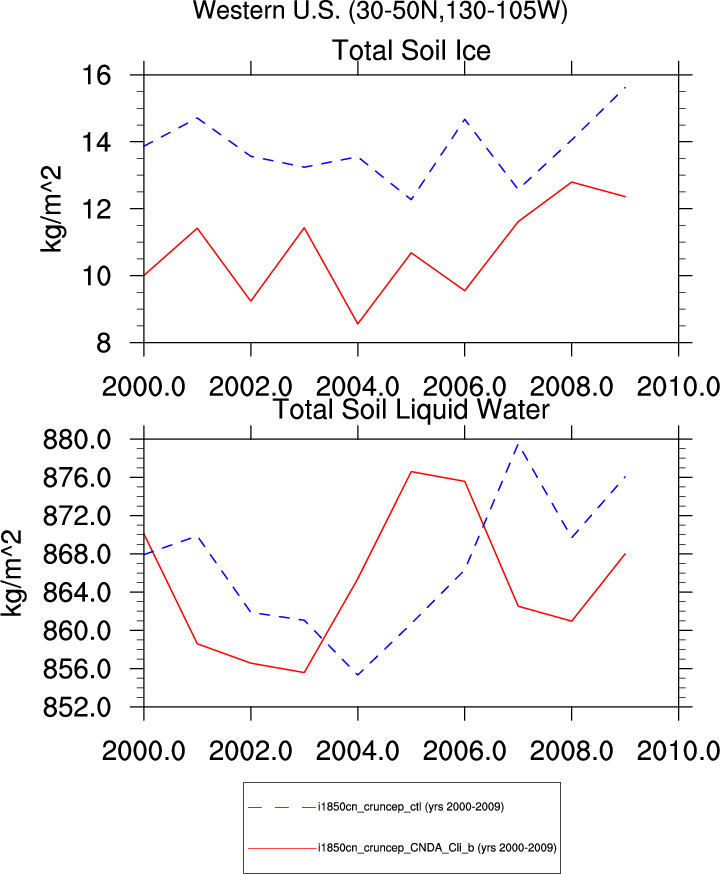 Western U.S. (30-50N,130-105W)
Total Soil Ice
16
14
12
10
8
kg/m^2
2000.0 2002.0 2004.0 2006.0 2008.0 2010.0
Total Soil Liquid Water
880.0
876.0
872.0
868.0
864.0
860.0
856.0
852.0
kg/m^2
2000.0 2002.0 2004.0 2006.0 2008.0 2010.0
i1850cn_cruncep_ctl (yrs 2000-2009)
i1850cn_cruncep_CNDA_Cli_b (yrs 2000-2009)